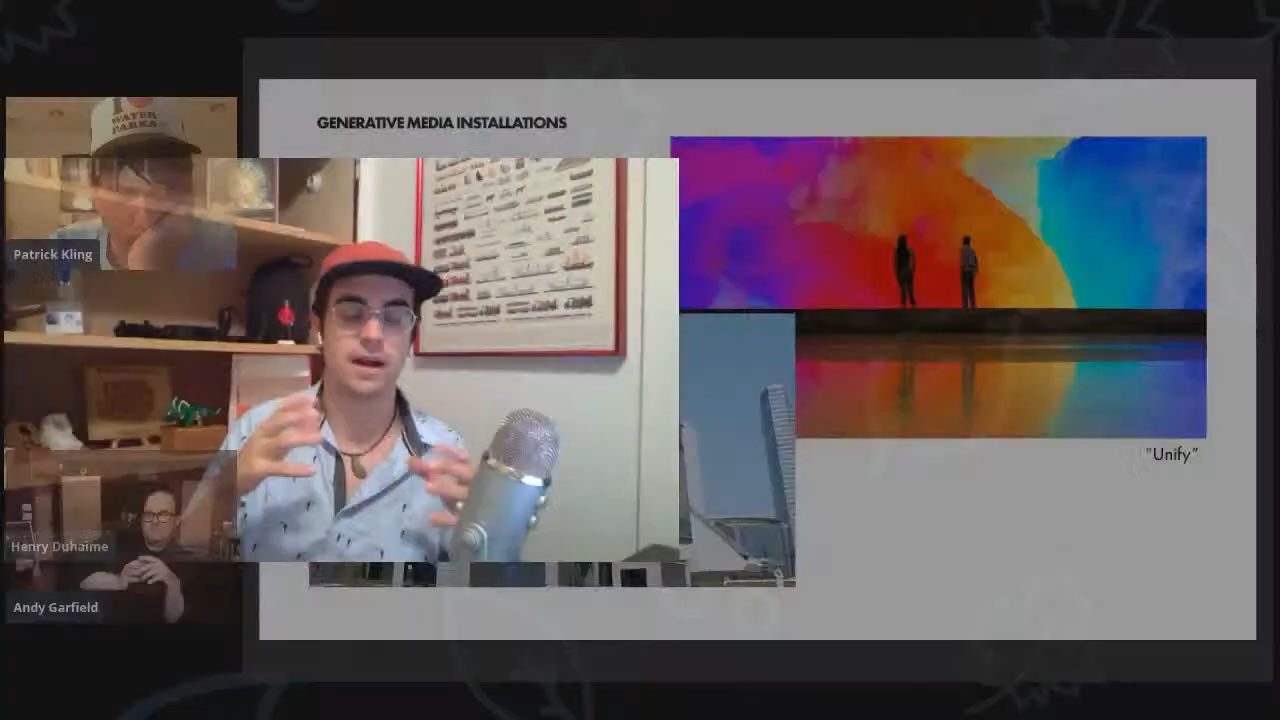 GENERATIVE MEDIA INSTALLATIONS
I
WATER
PARKS
Patrick Kling
"Unify"
Henry Duhaime
Andy Garfield